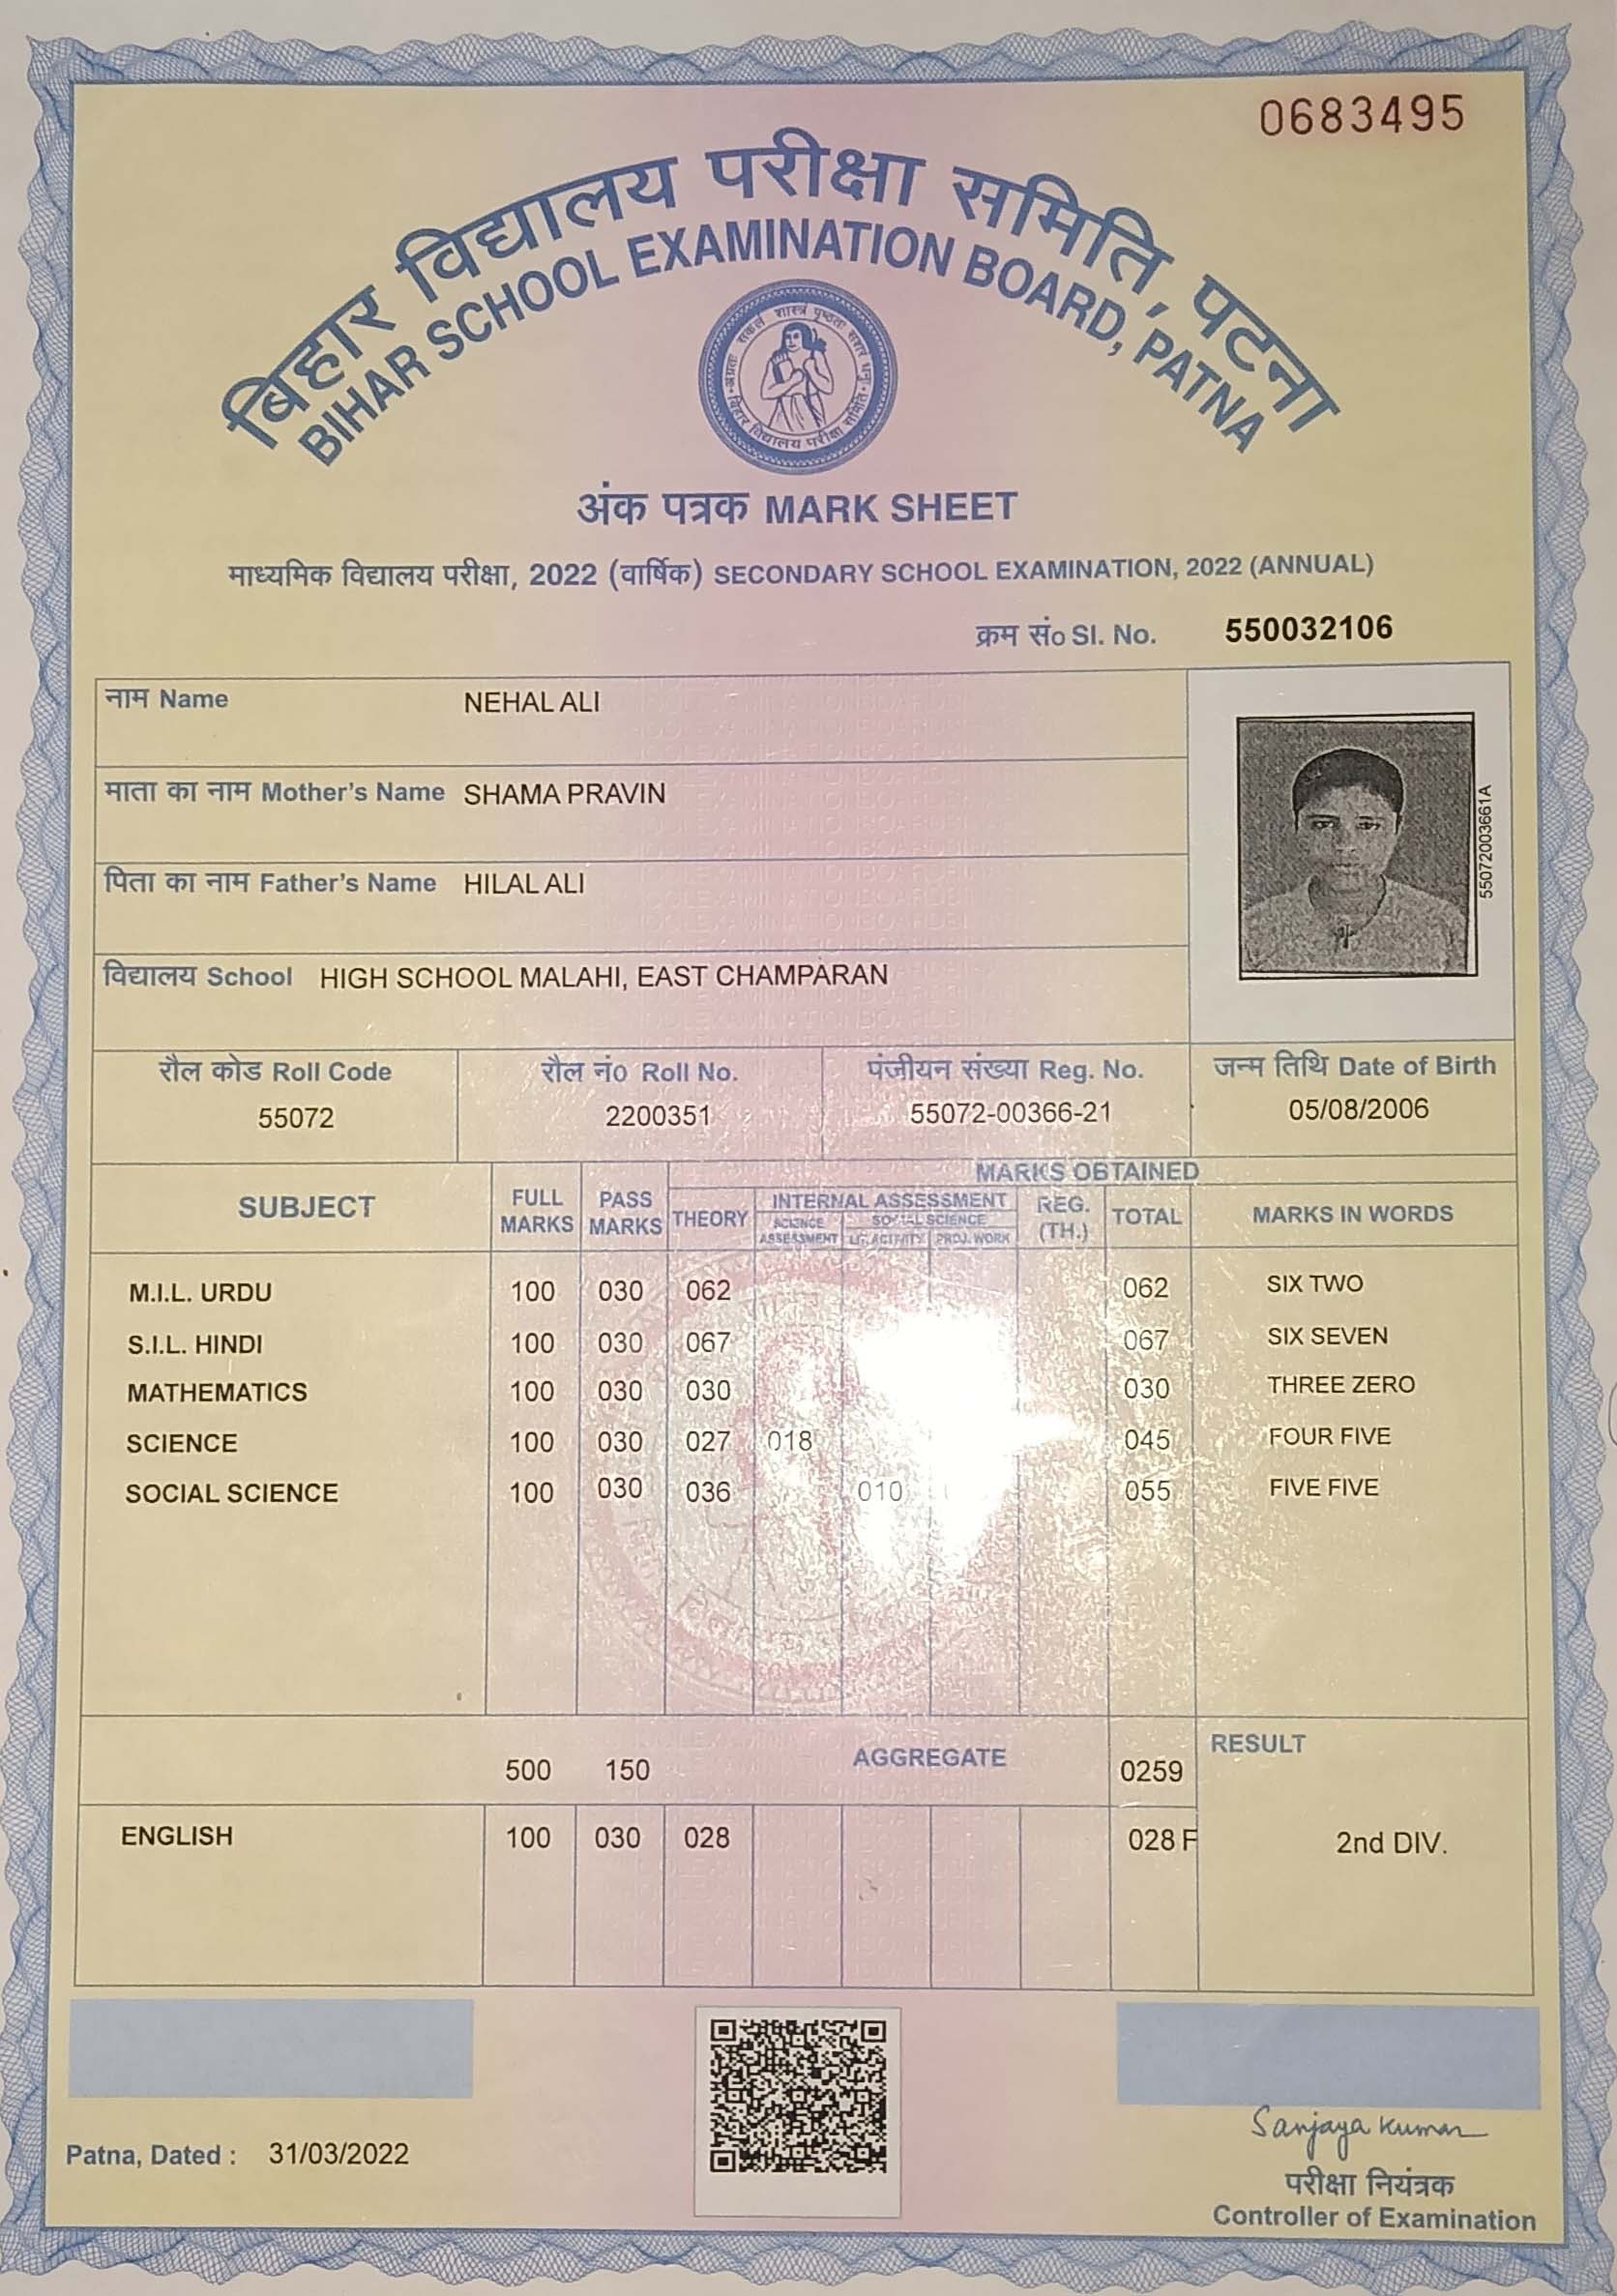 0683495
बिहार विद्यालय परीक्षा समिति, पटना
BIHAR SCHOOL EXAMINATION BOARD, PATNA
अंक पत्रक MARK SHEET
माध्यमिक विद्यालय परीक्षा, 2022 (वार्षिक) SECONDARY SCHOOL EXAMINATION, 2022 (ANNUAL)
क्रम सं० Sl. No. 550032106
नाम Name NEHAL ALI
माता का नाम Mother's Name SHAMA PRAVIN
पिता का नाम Father's Name HILAL ALI
विद्यालय School HIGH SCHOOL MALAHI, EAST CHAMPARAN
55072003661A
रौल कोड Roll Code रौल नं० Roll No. पंजीयन संख्या Reg. No. जन्म तिथि Date of Birth
55072 2200351 55072-00366-21 05/08/2006
MARKS OBTAINED
SUBJECT FULL MARKS PASS MARKS THEORY INTERNAL ASSESSMENT REG. (TH.) TOTAL MARKS IN WORDS
SCIENCE ASSESSMENT SOCIAL SCIENCE LIT. ACTIVITY PROJ. WORK
M.I.L. URDU 100 030 062 062 SIX TWO
S.I.L. HINDI 100 030 067 067 SIX SEVEN
MATHEMATICS 100 030 030 030 THREE ZERO
SCIENCE 100 030 027 018 045 FOUR FIVE
SOCIAL SCIENCE 100 030 036 010 055 FIVE FIVE
500 150 AGGREGATE 0259 RESULT
ENGLISH 100 030 028 028 F 2nd DIV.
Sanjaya Kumar
Patna, Dated : 31/03/2022
परीक्षा नियंत्रक
Controller of Examination